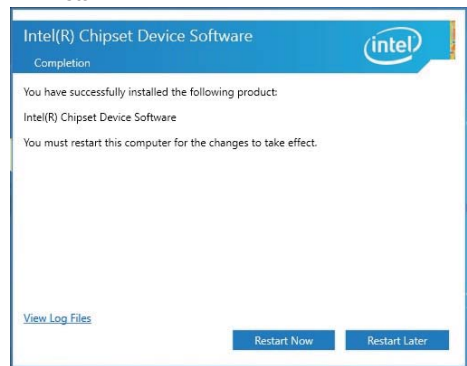 Intel(R) Chipset Device Software
intel
Completion
You have successfully installed the following product:
Intel(R) Chipset Device Software
You must restart this computer for the changes to take effect.
View Log Files
Restart Now
Restart Later